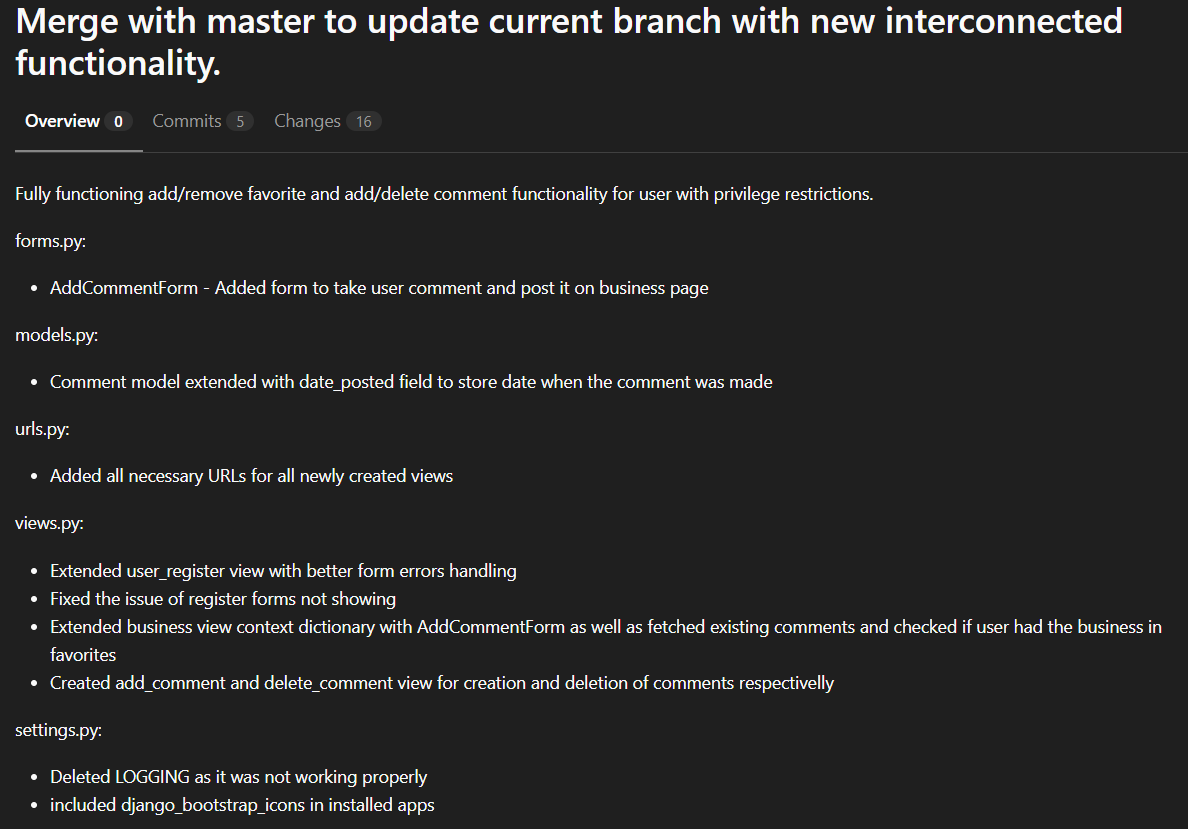 Merge with master to update current branch with new interconnected
functionality.
Overview 0 Commits 5 Changes 16
Fully functioning add/remove favorite and add/delete comment functionality for user with privilege restrictions.
forms.py:
• AddCommentForm - Added form to take user comment and post it on business page
models.py:
• Comment model extended with date_posted field to store date when the comment was made
urls.py:
• Added all necessary URLs for all newly created views
views.py:
• Extended user_register view with better form errors handling
• Fixed the issue of register forms not showing
• Extended business view context dictionary with AddCommentForm as well as fetched existing comments and checked if user had the business in
favorites
• Created add_comment and delete_comment view for creation and deletion of comments respectivelly
settings.py:
• Deleted LOGGING as it was not working properly
• included django_bootstrap_icons in installed apps